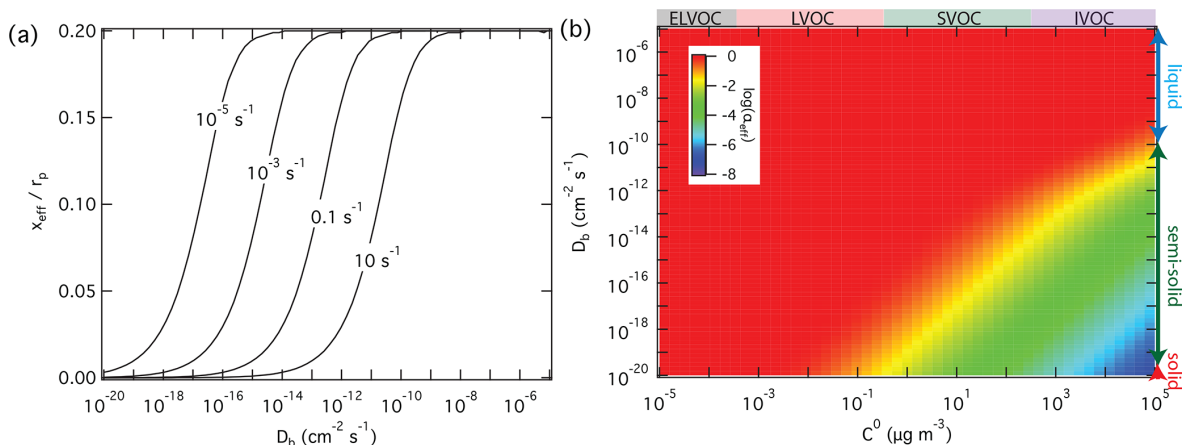 (a)
0.20
0.15
0.10
0.05
0.00
x_eff / r_p
10^-5 s^-1
10^-3 s^-1
0.1 s^-1
10 s^-1
10^-20 10^-18 10^-16 10^-14 10^-12 10^-10 10^-8 10^-6
D_b (cm^-2 s^-1)
(b)
ELVOC LVOC SVOC IVOC
10^-6
10^-8
10^-10
10^-12
10^-14
10^-16
10^-18
10^-20
D_b (cm^-2 s^-1)
0
-2
-4
-6
-8
log(α_eff)
liquid
semi-solid
solid
10^-5 10^-3 10^-1 10^1 10^3 10^5
C^0 (µg m^-3)